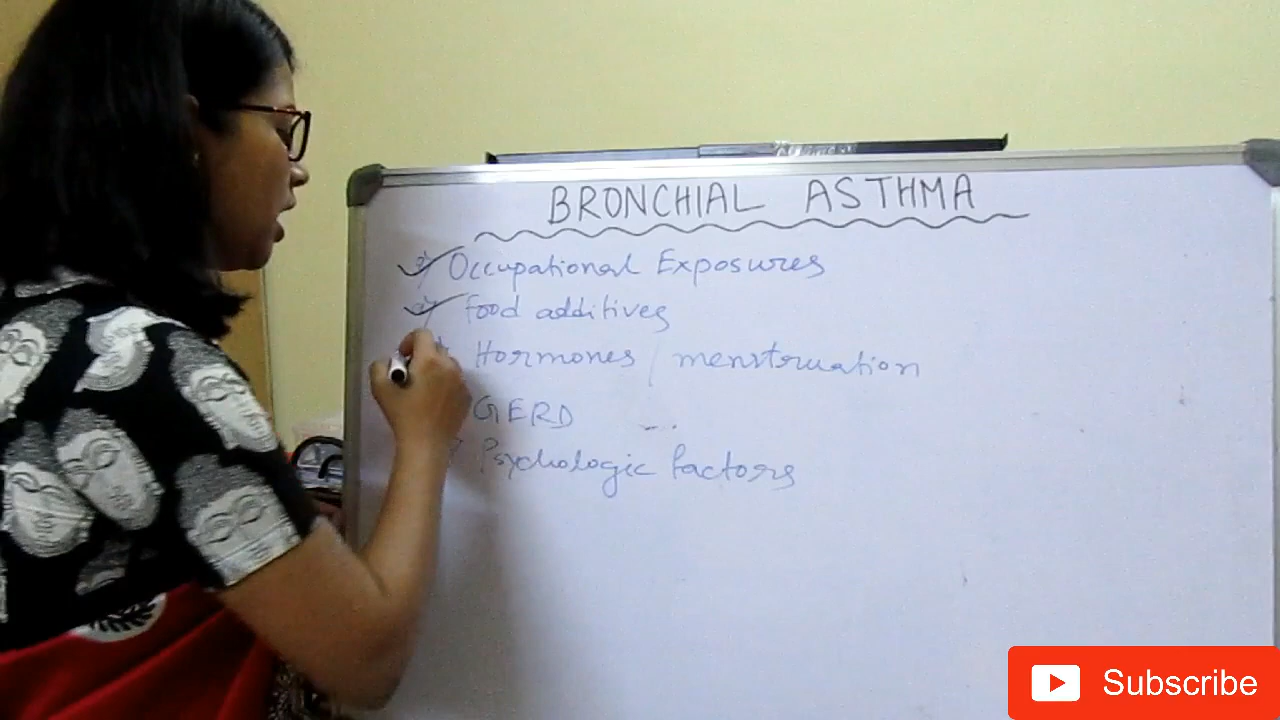 BRONCHIAL ASTHMA
Occupational Exposures
Food additives
Hormones / menstruation
GERD
Psychologic factors
Subscribe